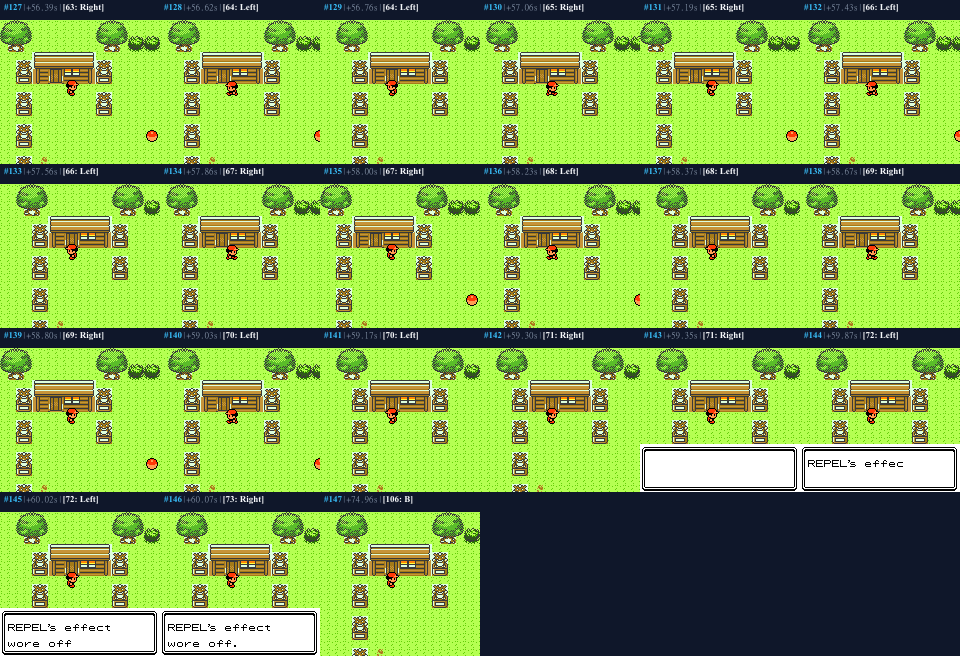 #127|+56.39s|[63: Right]
#128|+56.62s|[64: Left]
#129|+56.76s|[64: Left]
#130|+57.06s|[65: Right]
#131|+57.19s|[65: Right]
#132|+57.43s|[66: Left]
#133|+57.56s|[66: Left]
#134|+57.86s|[67: Right]
#135|+58.00s|[67: Right]
#136|+58.23s|[68: Left]
#137|+58.37s|[68: Left]
#138|+58.67s|[69: Right]
#139|+58.80s|[69: Right]
#140|+59.03s|[70: Left]
#141|+59.17s|[70: Left]
#142|+59.30s|[71: Right]
#143|+59.35s|[71: Right]
#144|+59.87s|[72: Left]
REPEL's effec
#145|+60.02s|[72: Left]
#146|+60.07s|[73: Right]
#147|+74.96s|[106: B]
REPEL's effect
wore off
REPEL's effect
wore off.